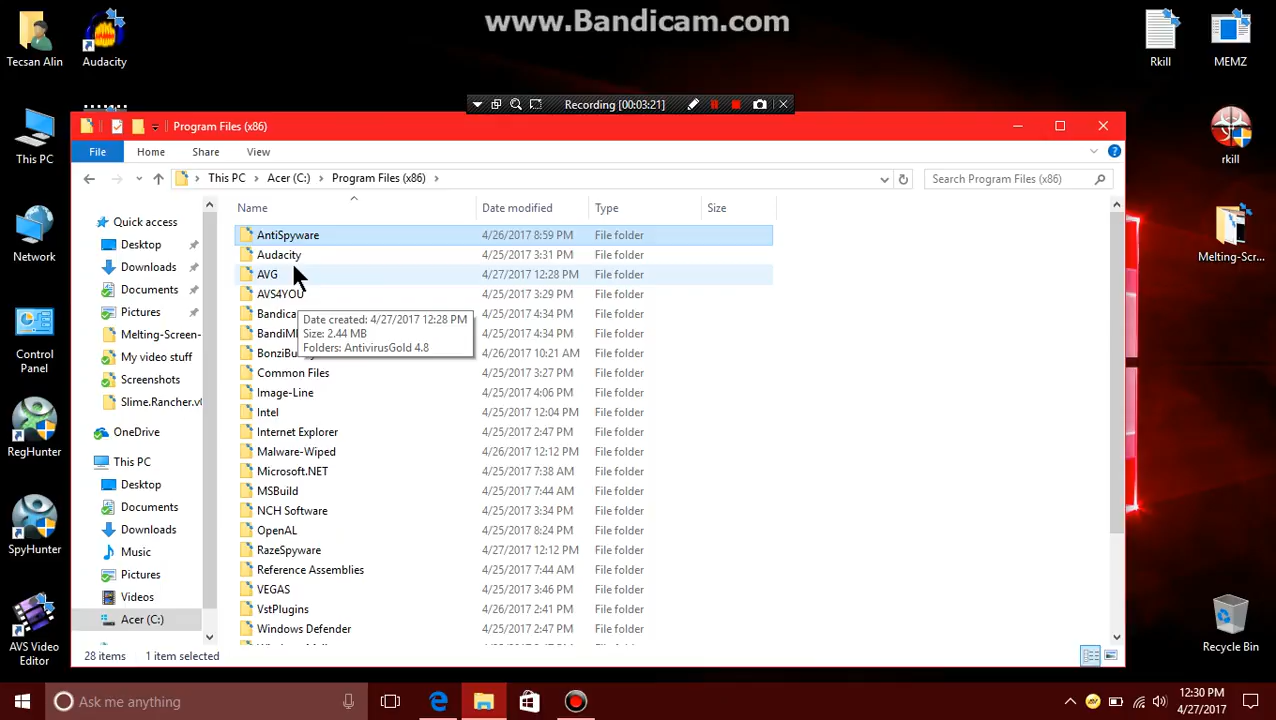 www.Bandicam.com
Tecsan Alin
Audacity
Rkill
MEMZ
Recording [00:03:21]
Program Files (x86)
File
Home
Share
View
This PC
This PC > Acer (C:) > Program Files (x86) >
Search Program Files (x86)
rkill
Name
Date modified
Type
Size
Quick access
AntiSpyware 4/26/2017 8:59 PM File folder
Desktop
Audacity 4/25/2017 3:31 PM File folder
Network
Downloads
AVG 4/27/2017 12:28 PM File folder
Melting-Scr...
Documents
AVS4YOU 4/25/2017 3:29 PM File folder
Pictures
Bandica 4/25/2017 4:34 PM File folder
Date created: 4/27/2017 12:28 PM
Size: 2.44 MB
Folders: AntivirusGold 4.8
Melting-Screen-
4/25/2017 4:34 PM File folder
Control
Panel
My video stuff
4/26/2017 10:21 AM File folder
Common Files 4/25/2017 3:27 PM File folder
Screenshots
Image-Line 4/25/2017 4:06 PM File folder
Intel 4/25/2017 12:04 PM File folder
OneDrive
Internet Explorer 4/25/2017 2:47 PM File folder
RegHunter
Malware-Wiped 4/26/2017 12:12 PM File folder
This PC
Microsoft.NET 4/25/2017 7:38 AM File folder
Desktop
MSBuild 4/25/2017 7:44 AM File folder
Documents
NCH Software 4/25/2017 3:34 PM File folder
Downloads
OpenAL 4/25/2017 8:24 PM File folder
SpyHunter
Music
RazeSpyware 4/27/2017 12:12 PM File folder
Pictures
Reference Assemblies 4/25/2017 7:44 AM File folder
Videos
VEGAS 4/25/2017 3:46 PM File folder
VstPlugins 4/26/2017 2:41 PM File folder
Acer (C:)
Windows Defender 4/25/2017 2:47 PM File folder
AVS Video
Editor
Recycle Bin
28 items
1 item selected
Ask me anything
12:30 PM
4/27/2017